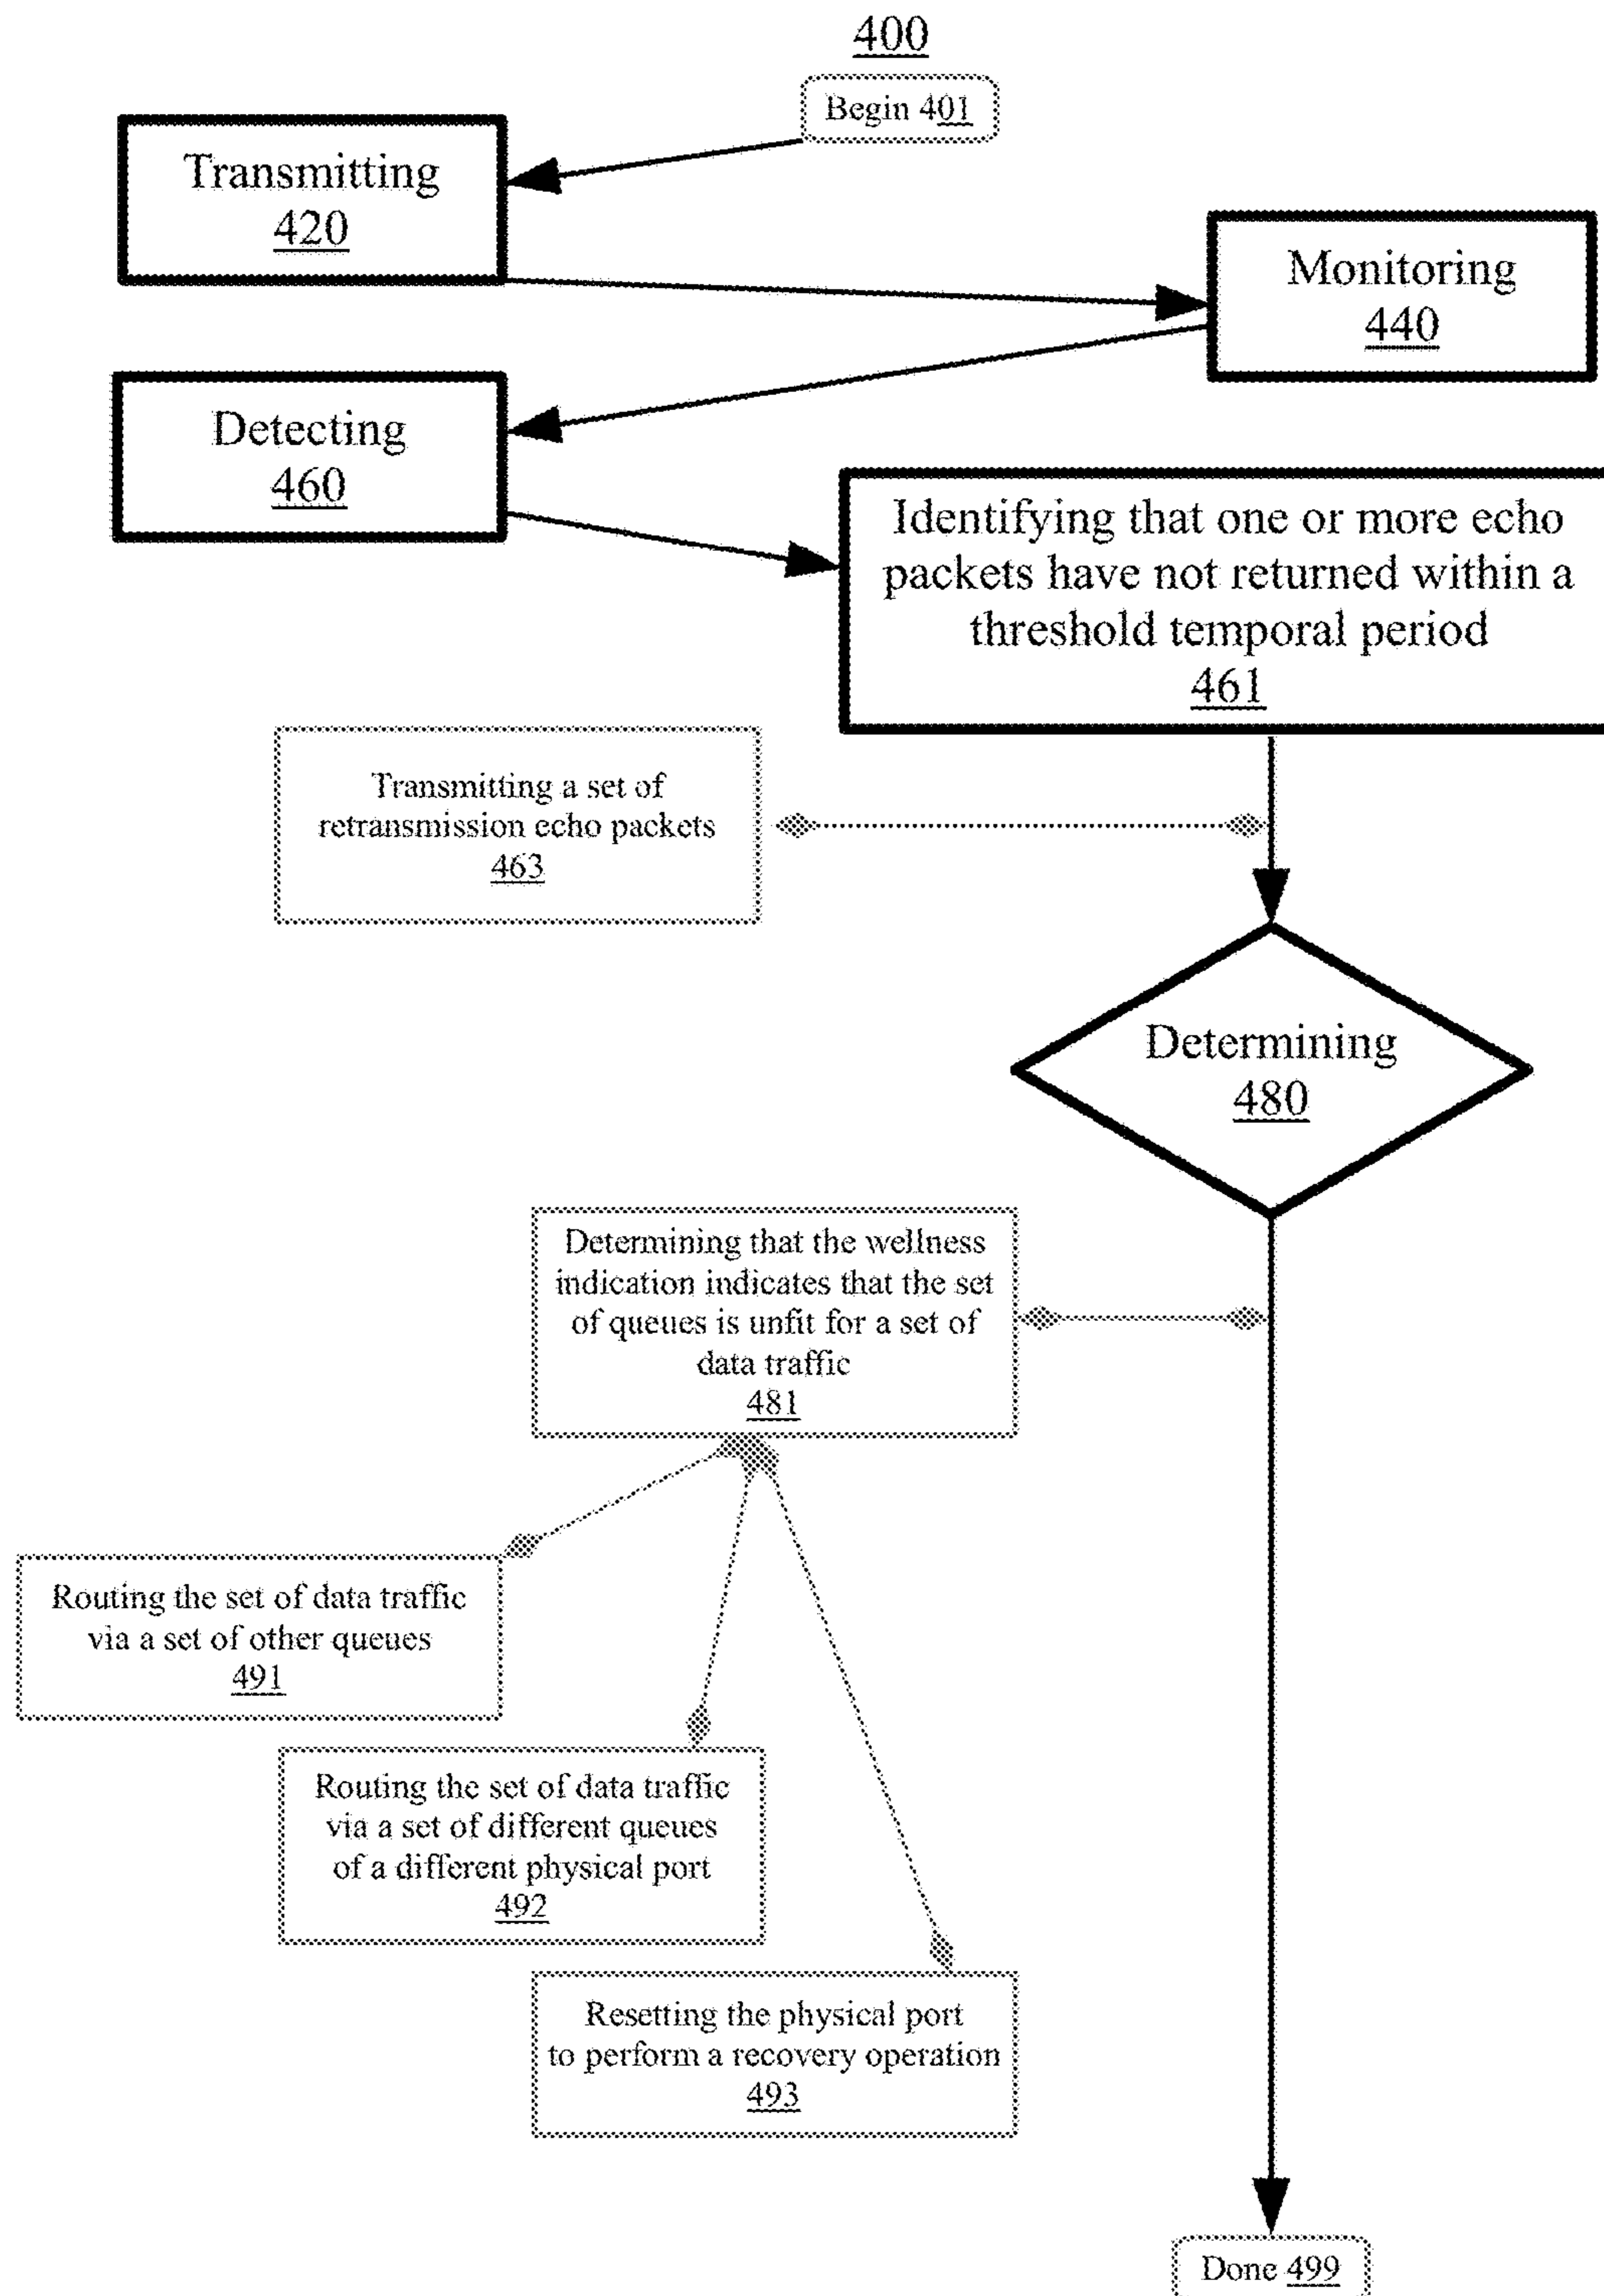 400
Begin 401
Transmitting
420
Monitoring
440
Detecting
460
Identifying that one or more echo
packets have not returned within a
threshold temporal period
461
Transmitting a set of
retransmission echo packets
463
Determining
480
Determining that the wellness
indication indicates that the set
of queues is unfit for a set of
data traffic
481
Routing the set of data traffic
via a set of other queues
491
Routing the set of data traffic
via a set of different queues
of a different physical port
492
Resetting the physical port
to perform a recovery operation
493
Done 499